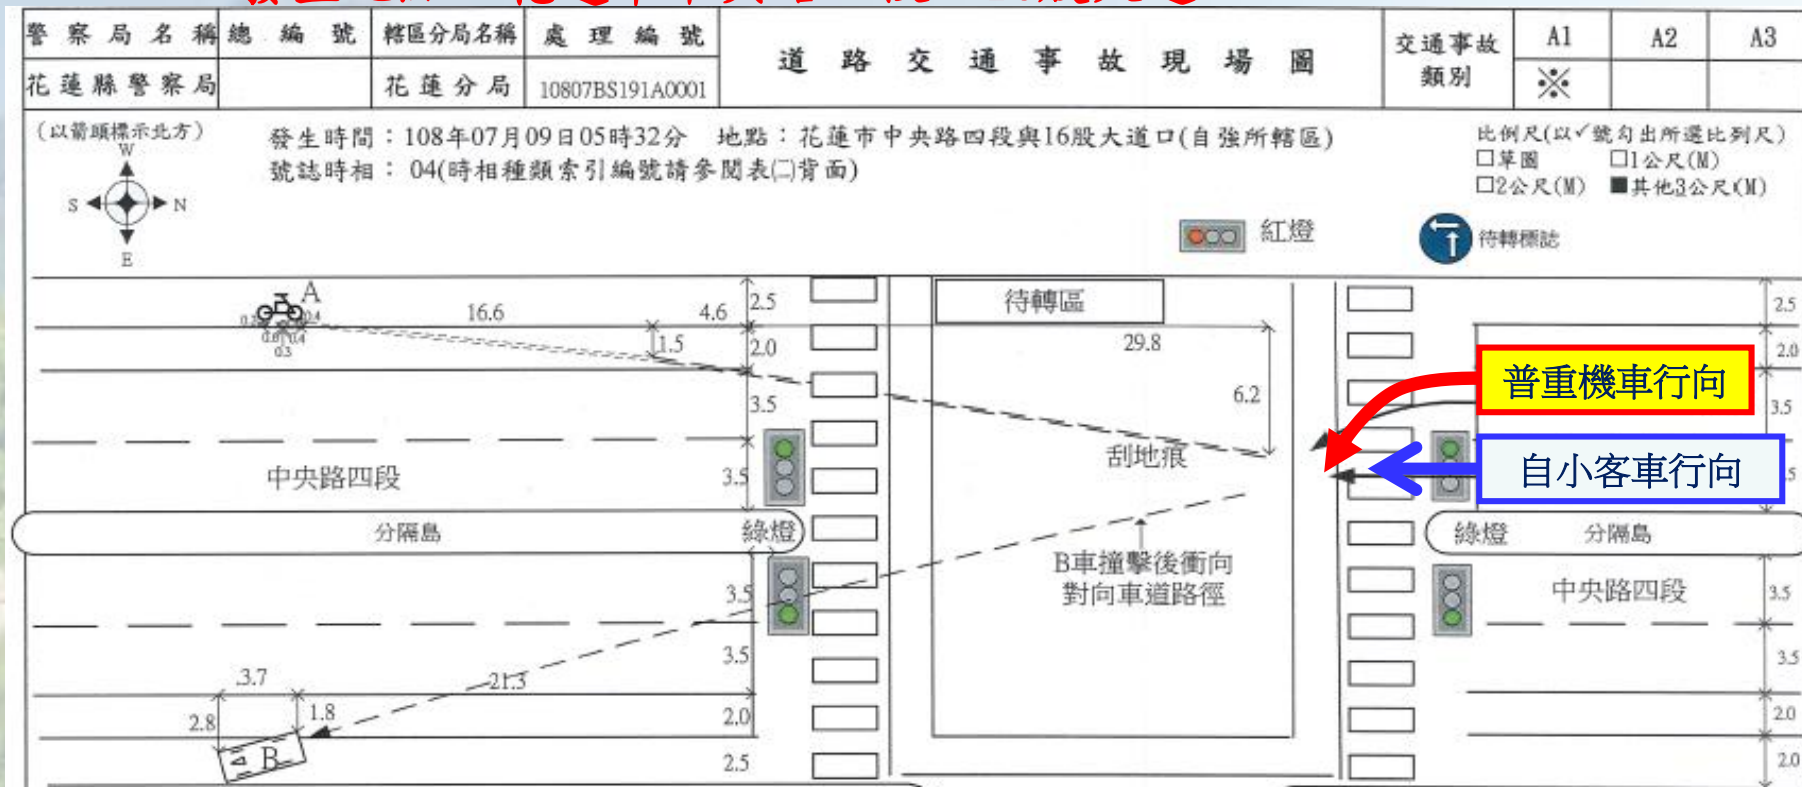 警察局名稱 總編號 轄區分局名稱 處理編號 道路交通事故現場圖 交通事故類別 A1 A2 A3
花蓮縣警察局 花蓮分局 10807BS191A0001 ※
(以箭頭標示北方) 發生時間：108年07月09日05時32分 地點：花蓮市中央路四段與16股大道口(自強所轄區) 比例尺(以✓號勾出所選比列尺)
號誌時相：04(時相種類索引編號請參閱表㈡背面) □草圖 □1公尺(M)
□2公尺(M) ■其他3公尺(M)
W
S N
E
紅燈 待轉標誌
A 16.6 4.6 2.5 待轉區 2.5
0.4
0.3
1.5 2.0 29.8 2.0
3.5 6.2 普重機車行向 3.5
刮地痕
中央路四段 3.5 自小客車行向
分隔島 綠燈 綠燈 分隔島
B車撞擊後衝向
對向車道路徑
3.5 中央路四段 3.5
3.5 3.5
3.7 21.3
2.8 1.8 2.0 2.0
B 2.5 2.0